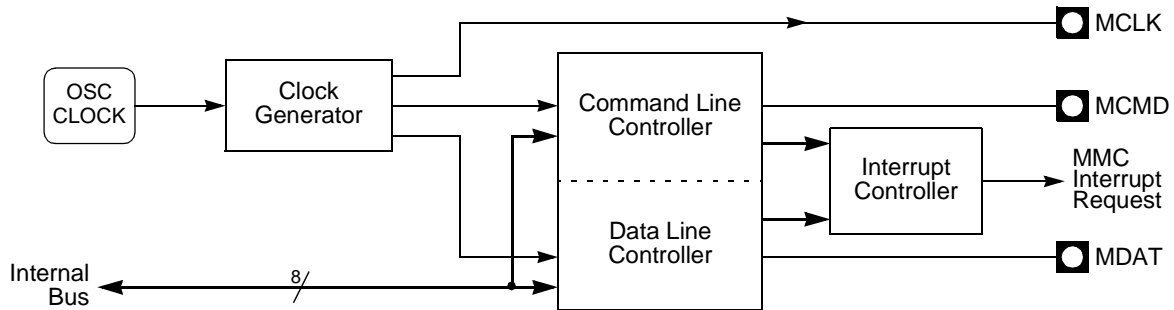 MCLK
OSC
CLOCK
Clock
Generator
Command Line
Controller
MCMD
Interrupt
Controller
MMC
Interrupt
Request
Data Line
Controller
MDAT
Internal
Bus
8